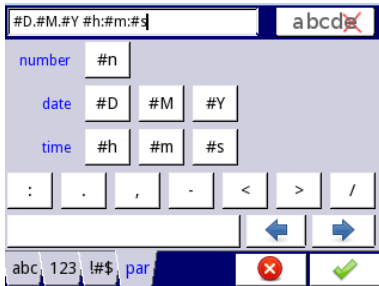 #D.#M.#Y #h:#m:#s abcde
number #n
date #D #M #Y
time #h #m #s
: . , - < > /
abc 123 !#$ par